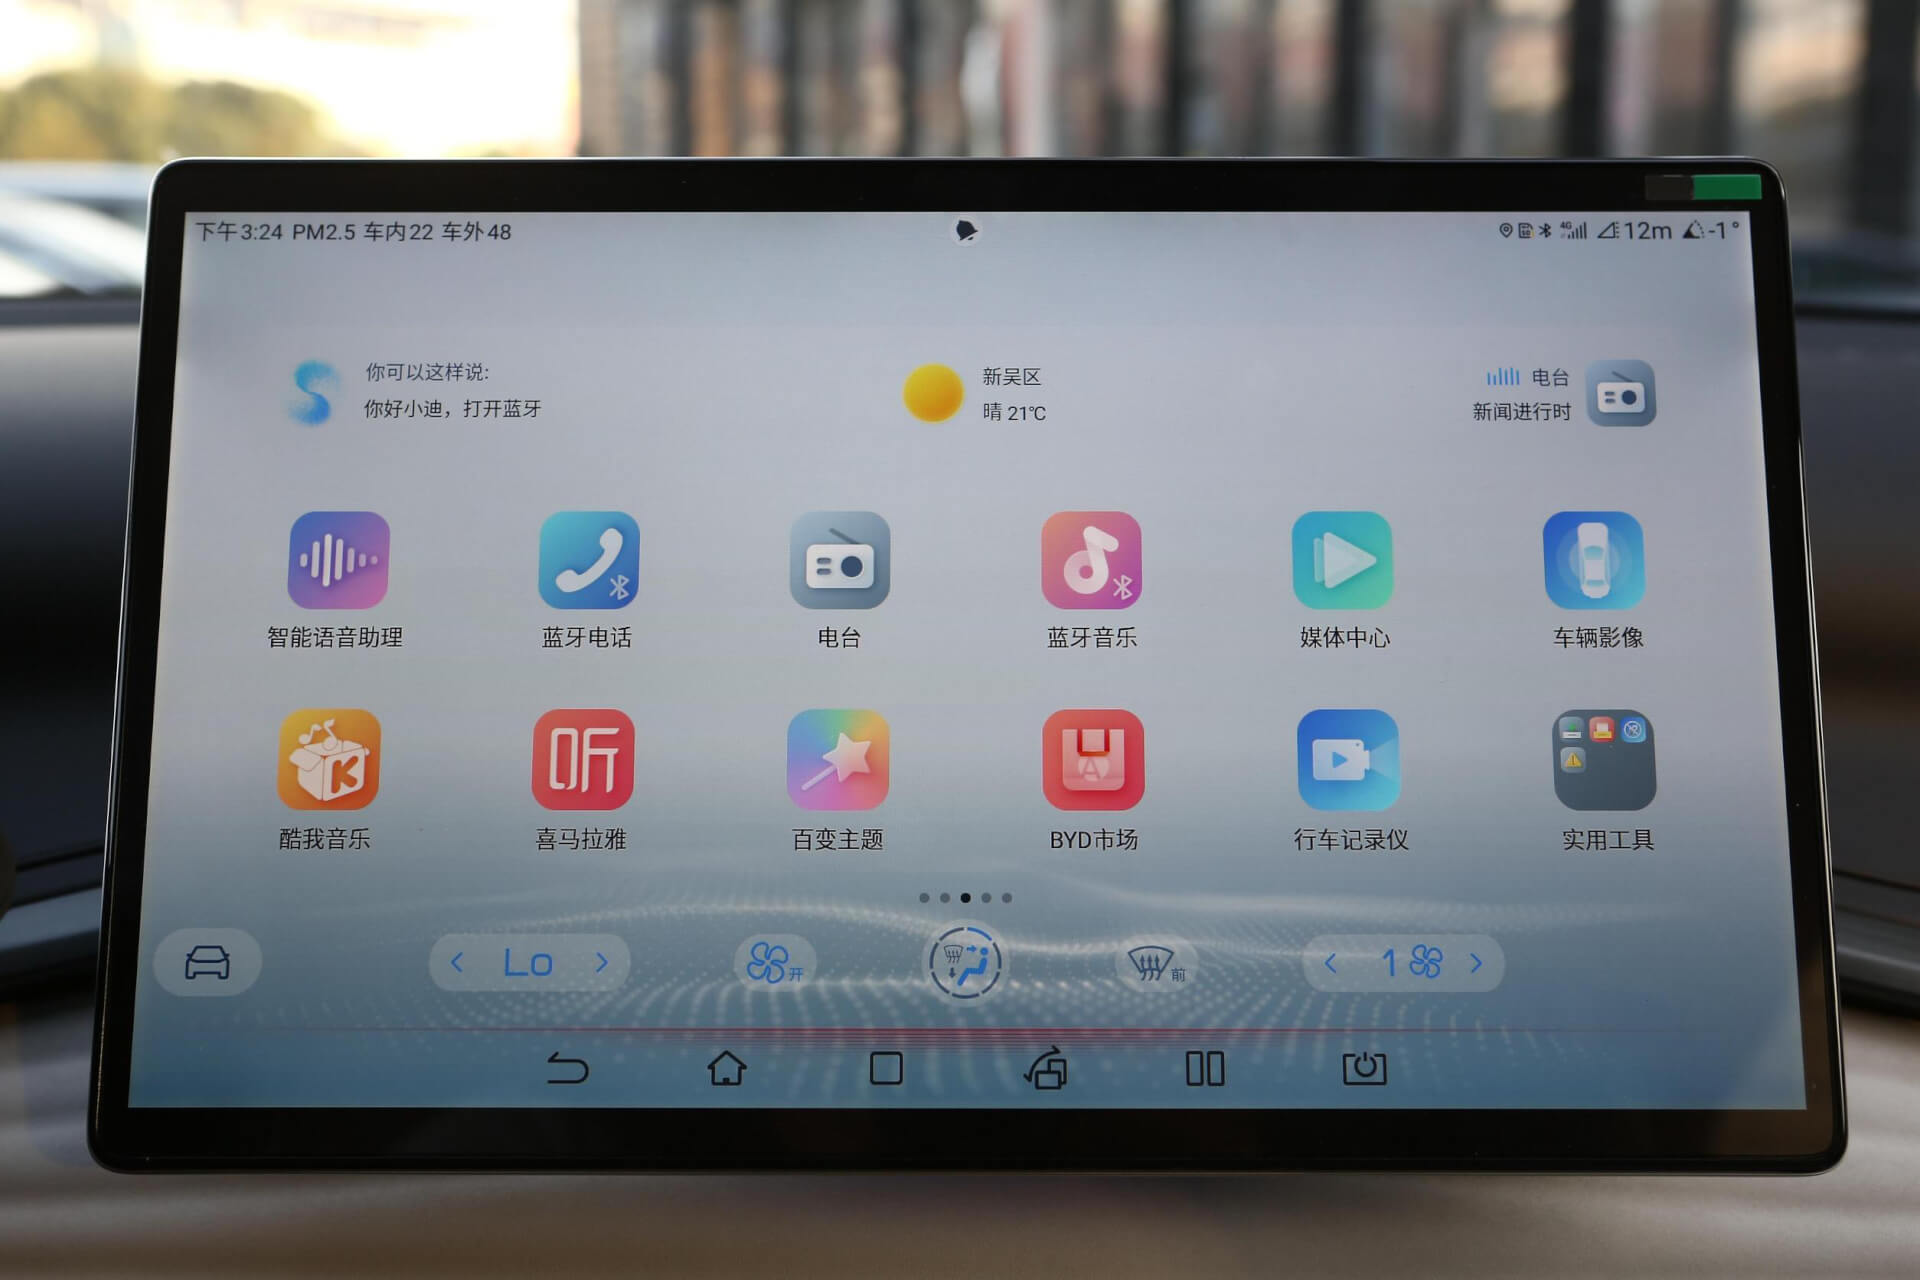 下午3:24 PM2.5 车内22 车外48
4G 12m -1°
你可以这样说:
你好小迪，打开蓝牙
新吴区
晴 21℃
电台
新闻进行时
智能语音助理
蓝牙电话
电台
蓝牙音乐
媒体中心
车辆影像
K
听
A
酷我音乐
喜马拉雅
百变主题
BYD市场
行车记录仪
实用工具
Lo
开
前
1